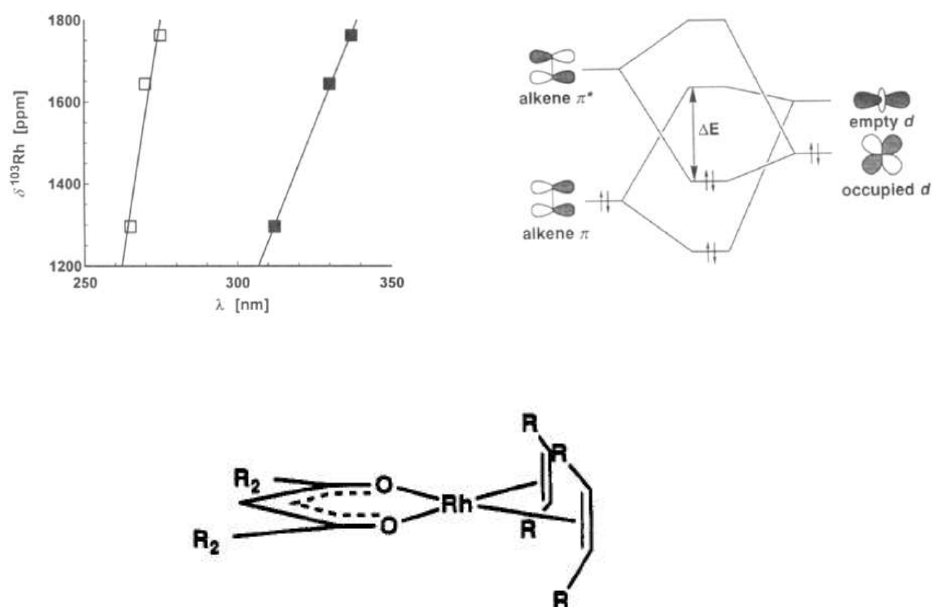 1800
1600
1400
1200
δ ¹⁰³Rh [ppm]
250
300
350
λ [nm]
alkene π*
ΔE
empty d
occupied d
alkene π
R
R
R₂
O
Rh
O
R
R₂
R